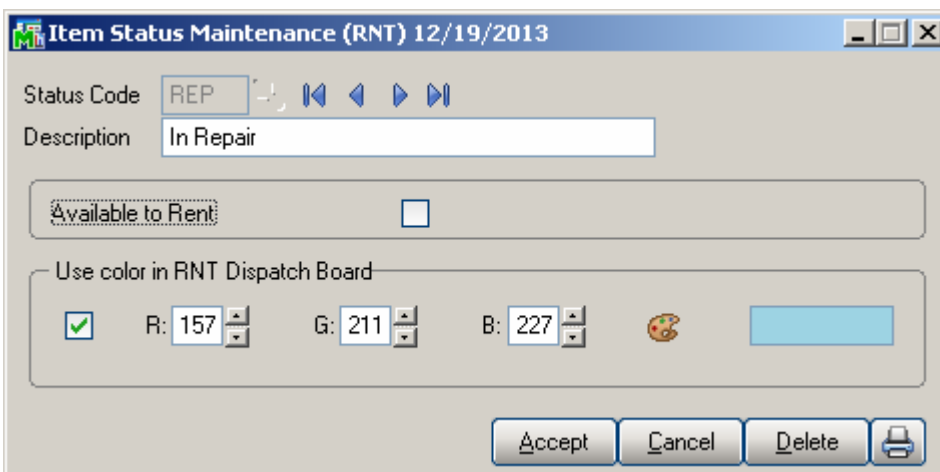 Item Status Maintenance (RNT) 12/19/2013
Status Code REP
Description In Repair
Available to Rent
Use color in RNT Dispatch Board
R: 157 G: 211 B: 227
Accept Cancel Delete